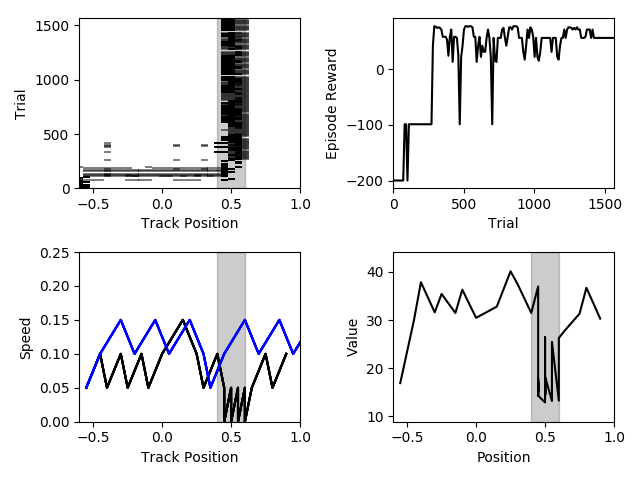 1500
1000
500
0
Trial
−0.5 0.0 0.5 1.0
Track Position
0
−100
−200
Episode Reward
0 500 1000 1500
Trial
0.25
0.20
0.15
0.10
0.05
0.00
Speed
−0.5 0.0 0.5 1.0
Track Position
40
30
20
10
Value
−0.5 0.0 0.5 1.0
Position